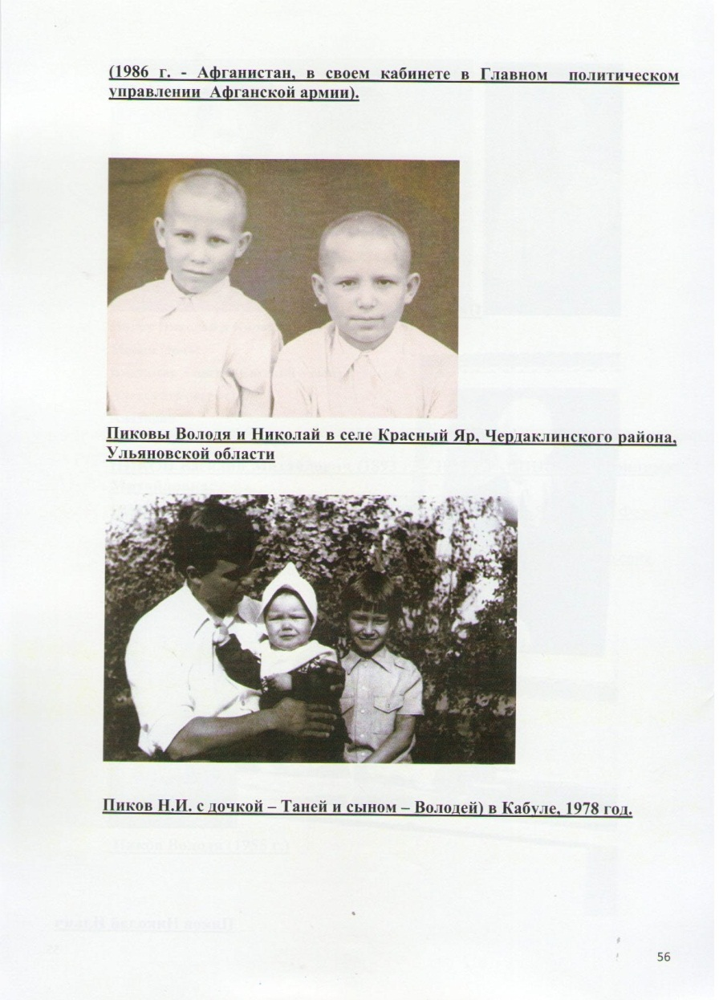 (1986 г. - Афганистан, в своем кабинете в Главном политическом
управлении Афганской армии).
Пиковы Володя и Николай в селе Красный Яр, Чердаклинского района,
Ульяновской области
Пиков Н.И. с дочкой – Таней и сыном – Володей) в Кабуле, 1978 год.
56